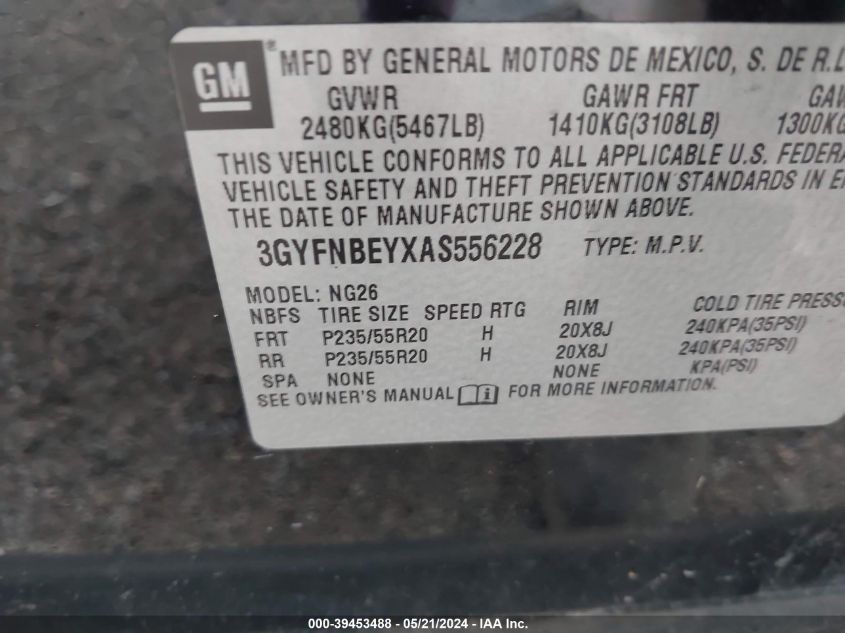 GM ® MFD BY GENERAL MOTORS DE MEXICO, S. DE R.L
GVWR GAWR FRT GAW
2480KG(5467LB) 1410KG(3108LB) 1300KG
THIS VEHICLE CONFORMS TO ALL APPLICABLE U.S. FEDERA
VEHICLE SAFETY AND THEFT PREVENTION STANDARDS IN E
THE DATE OF MANUFACTURE SHOWN ABOVE.
3GYFNBEYXAS556228 TYPE: M.P.V.
MODEL: NG26
NBFS TIRE SIZE SPEED RTG RIM COLD TIRE PRESS
FRT P235/55R20 H 20X8J 240KPA(35PSI)
RR P235/55R20 H 20X8J 240KPA(35PSI)
SPA NONE NONE KPA(PSI)
SEE OWNER'S MANUAL i FOR MORE INFORMATION.
000-39453488 - 05/21/2024 - IAA Inc.